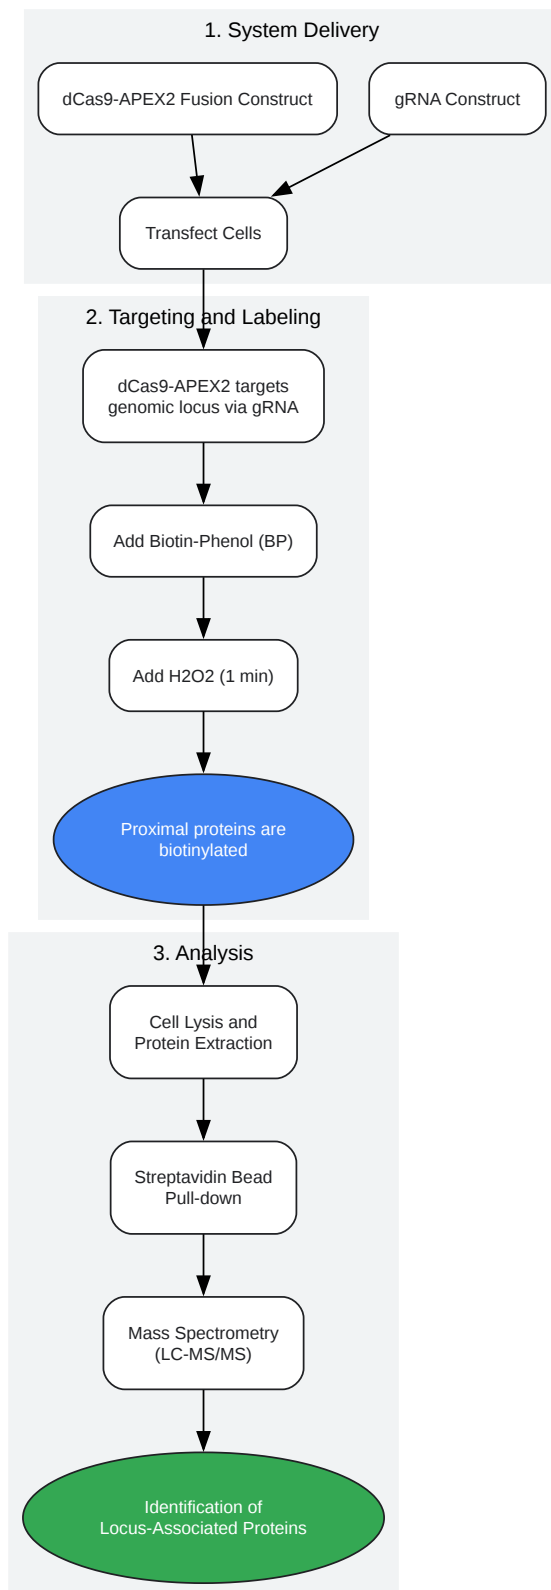 1. System Delivery
dCas9-APEX2 Fusion Construct
gRNA Construct
Transfect Cells
2. Targeting and Labeling
dCas9-APEX2 targets
genomic locus via gRNA
Add Biotin-Phenol (BP)
Add H2O2 (1 min)
Proximal proteins are
biotinylated
3. Analysis
Cell Lysis and
Protein Extraction
Streptavidin Bead
Pull-down
Mass Spectrometry
(LC-MS/MS)
Identification of
Locus-Associated Proteins